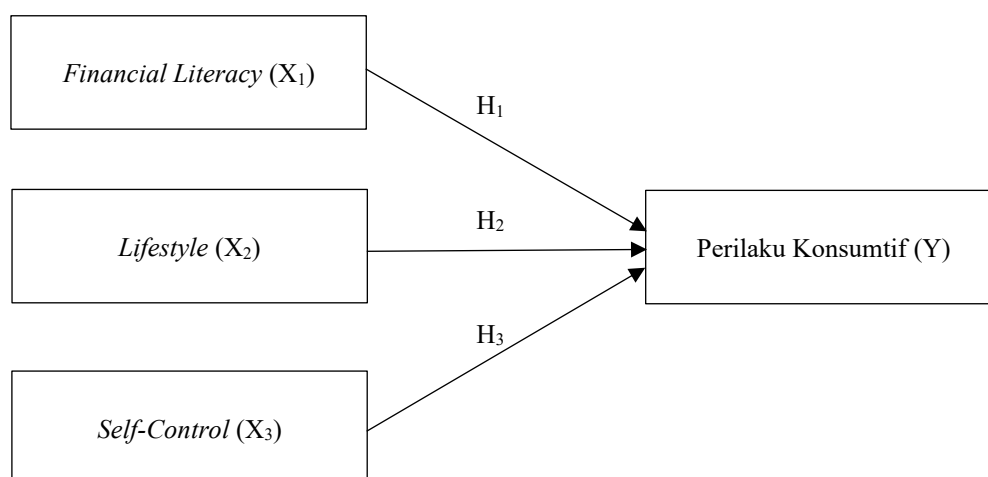 Financial Literacy (X₁)
H₁
Lifestyle (X₂)
H₂
Perilaku Konsumtif (Y)
H₃
Self-Control (X₃)